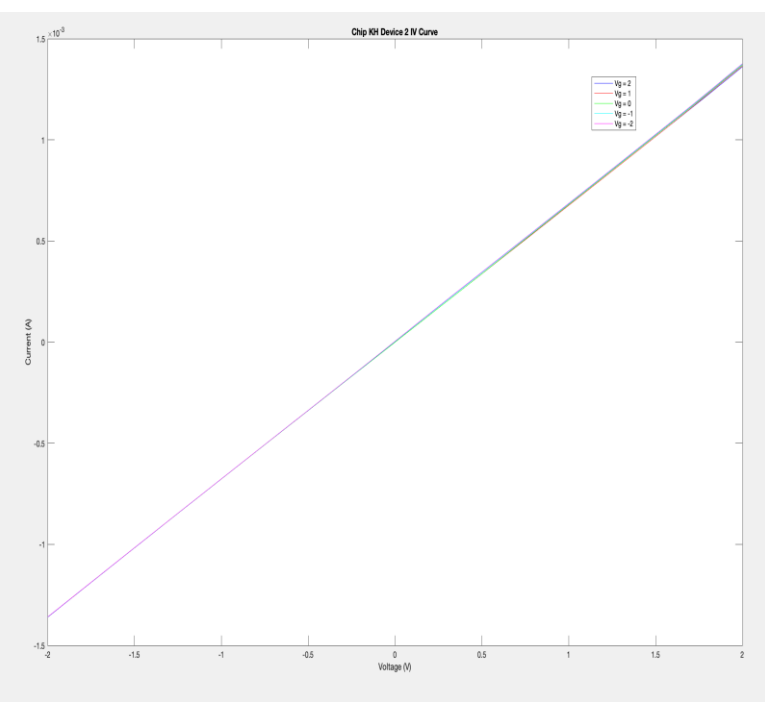 Chip KH Device 2 IV Curve
×10⁻³
1.5
1
0.5
0
-0.5
-1
-1.5
Current (A)
Vg = 2
Vg = 1
Vg = 0
Vg = -1
Vg = -2
-2 -1.5 -1 -0.5 0 0.5 1 1.5 2
Voltage (V)